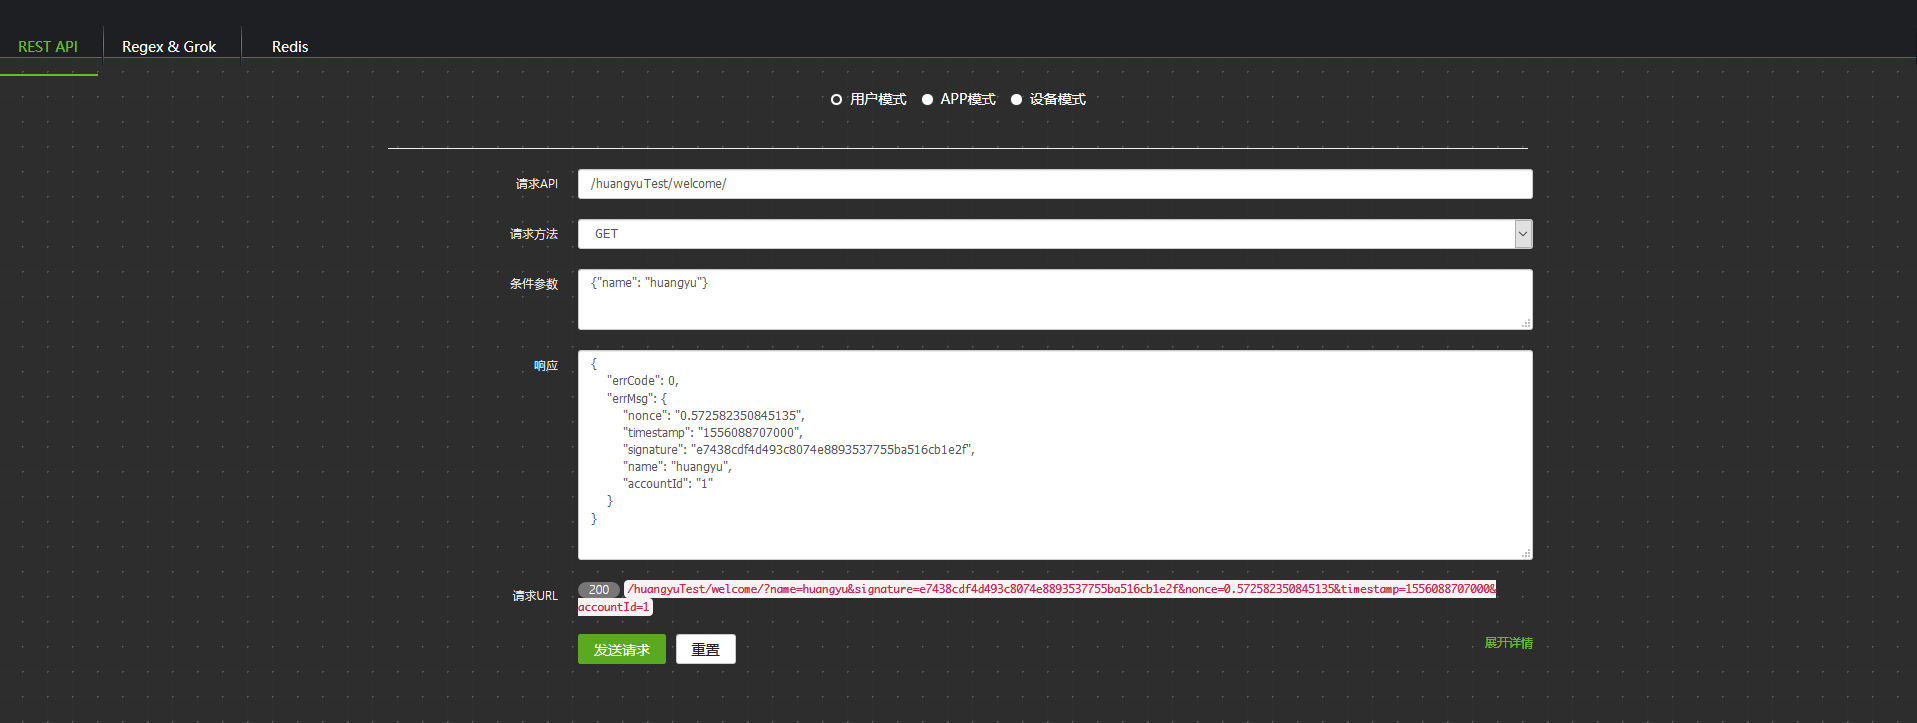 REST API
Regex & Grok
Redis
用户模式 APP模式 设备模式
请求API /huangyuTest/welcome/
请求方法 GET
条件参数 {"name": "huangyu"}
响应 {
"errCode": 0,
"errMsg": {
"nonce": "0.572582350845135",
"timestamp": "1556088707000",
"signature": "e7438cdf4d493c8074e8893537755ba516cb1e2f",
"name": "huangyu",
"accountId": "1"
}
}
请求URL 200 /huangyuTest/welcome/?name=huangyu&signature=e7438cdf4d493c8074e8893537755ba516cb1e2f&nonce=0.572582350845135&timestamp=1556088707000&
accountId=1
发送请求 重置 展开详情